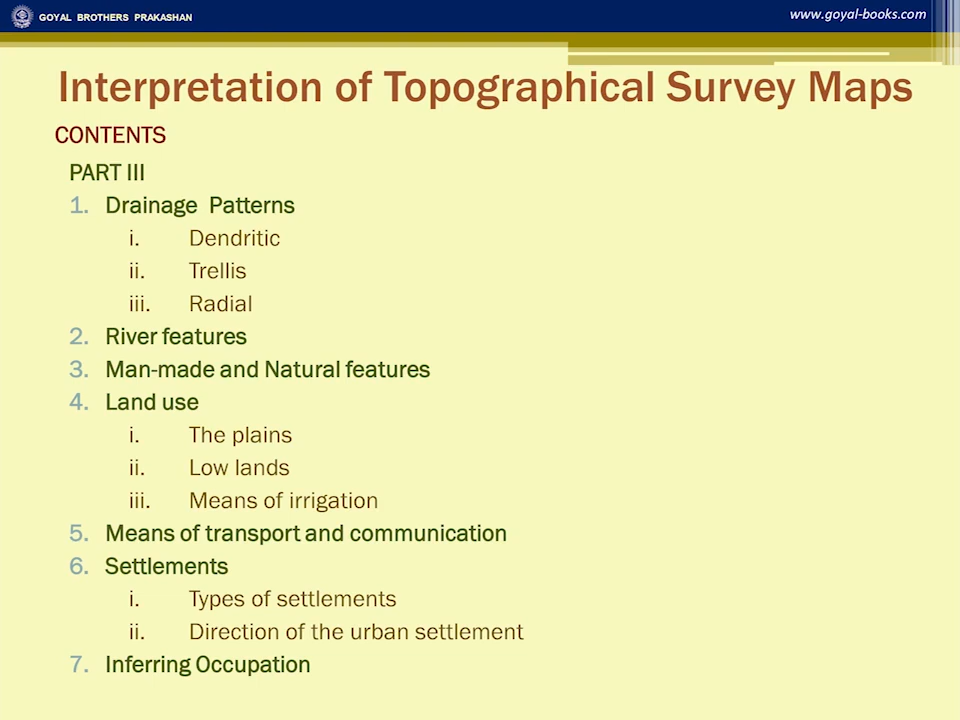 GOYAL BROTHERS PRAKASHAN
www.goyal-books.com
Interpretation of Topographical Survey Maps
CONTENTS
PART III
1. Drainage Patterns
i. Dendritic
ii. Trellis
iii. Radial
2. River features
3. Man-made and Natural features
4. Land use
i. The plains
ii. Low lands
iii. Means of irrigation
5. Means of transport and communication
6. Settlements
i. Types of settlements
ii. Direction of the urban settlement
7. Inferring Occupation